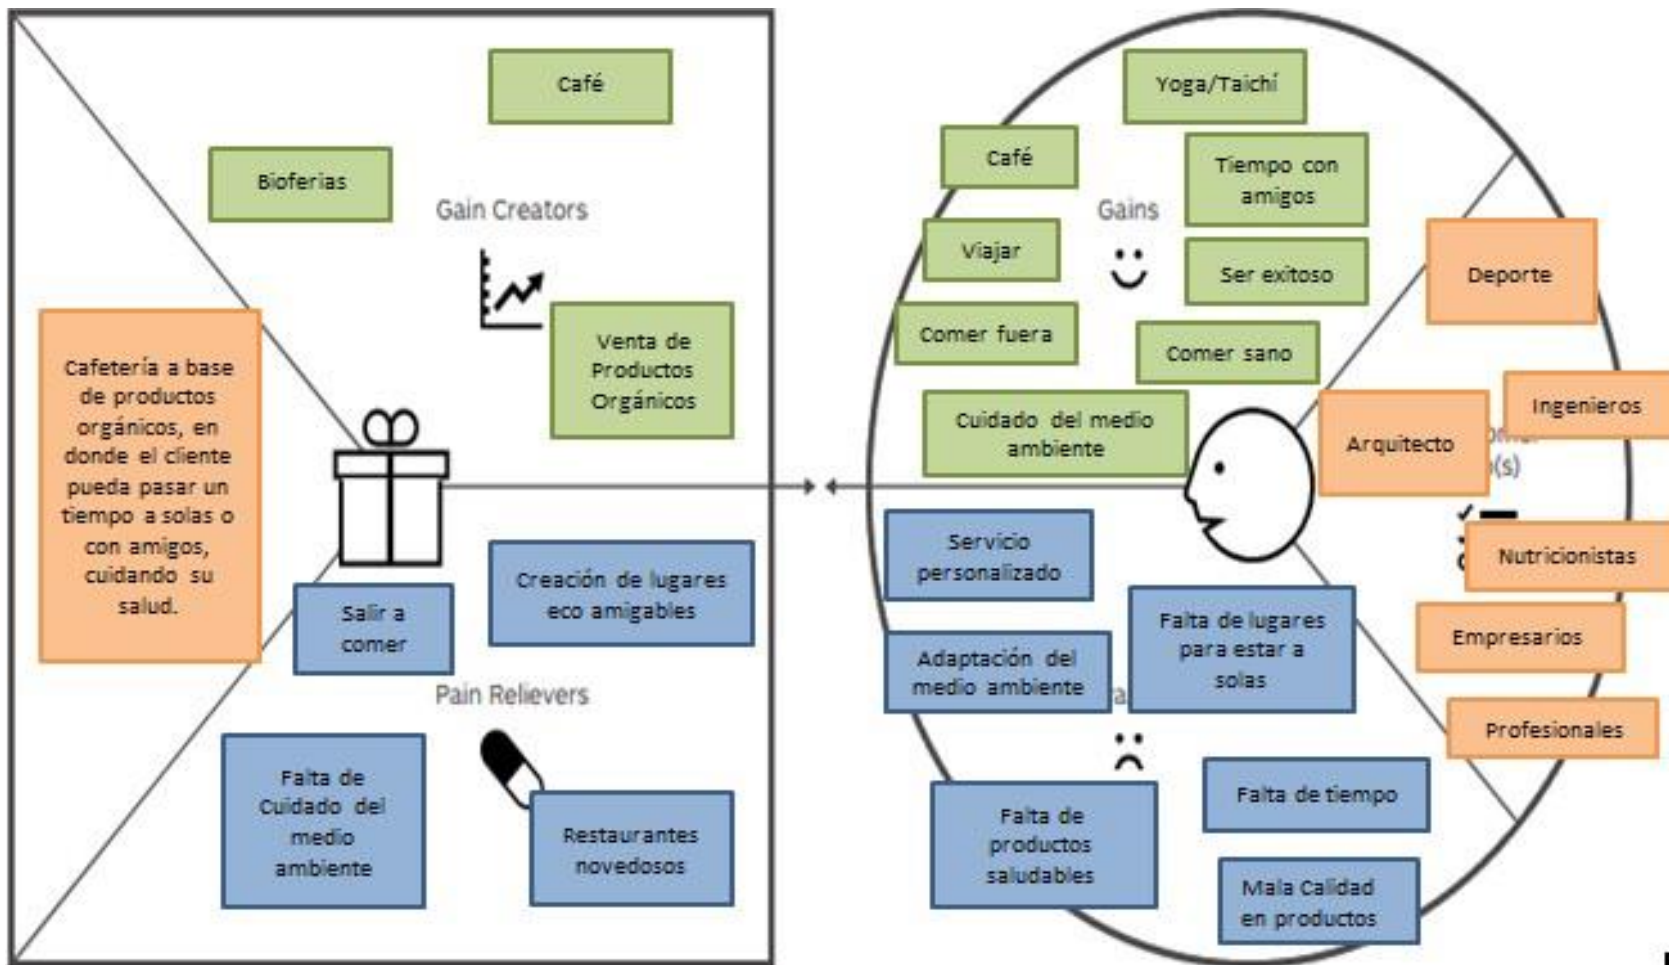 Café
Bioferias
Gain Creators
Venta de
Productos
Orgánicos
Cafetería a base
de productos
orgánicos, en
donde el cliente
pueda pasar un
tiempo a solas o
con amigos,
cuidando su
salud.
Salir a
comer
Creación de lugares
eco amigables
Pain Relievers
Falta de
Cuidado del
medio
ambiente
Restaurantes
novedosos
Yoga/Taichí
Café
Tiempo con
amigos
Gains
Viajar
Ser exitoso
Comer fuera
Comer sano
Cuidado del medio
ambiente
Deporte
Ingenieros
Arquitecto
(s)
Nutricionistas
Empresarios
Profesionales
Servicio
personalizado
Falta de lugares
para estar a
solas
Adaptación del
medio ambiente
Falta de tiempo
Falta de
productos
saludables
Mala Calidad
en productos